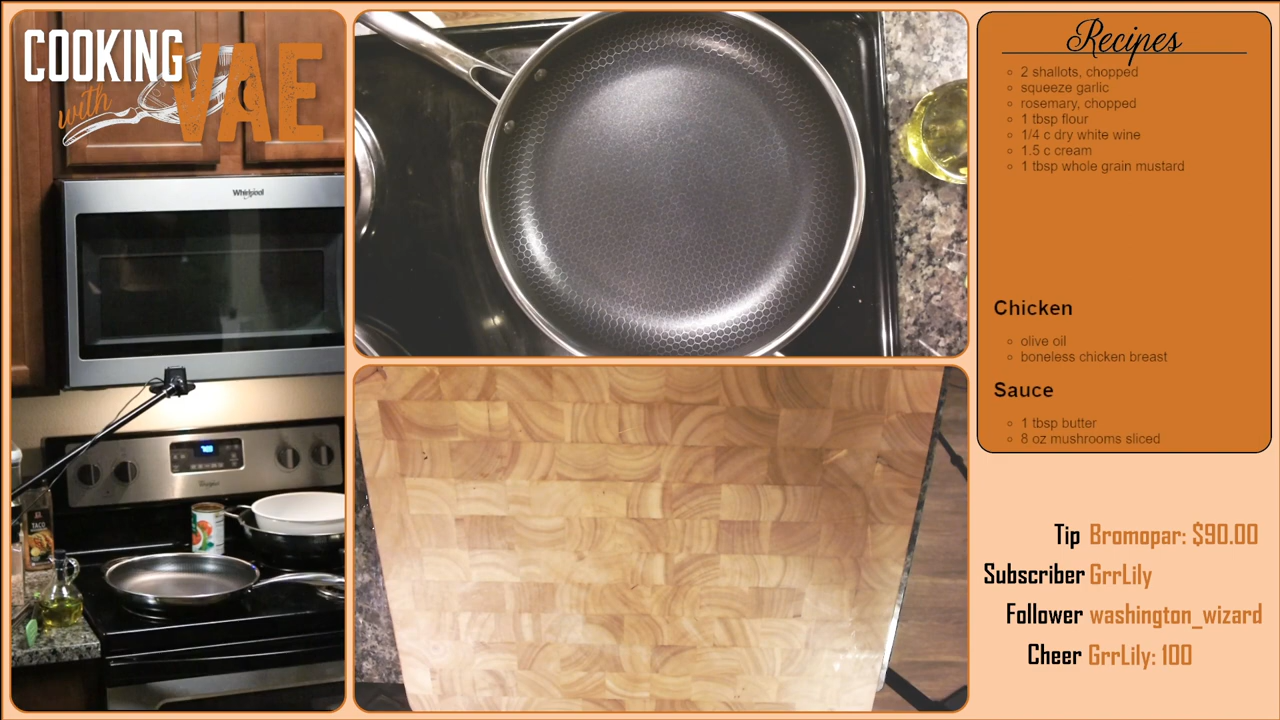 COOKING
with VAE
Whirlpool
TACO
Recipes
2 shallots, chopped
squeeze garlic
rosemary, chopped
1 tbsp flour
1/4 c dry white wine
1.5 c cream
1 tbsp whole grain mustard
Chicken
olive oil
boneless chicken breast
Sauce
1 tbsp butter
8 oz mushrooms sliced
Tip Bromopar: $90.00
Subscriber GrrLily
Follower washington_wizard
Cheer GrrLily: 100